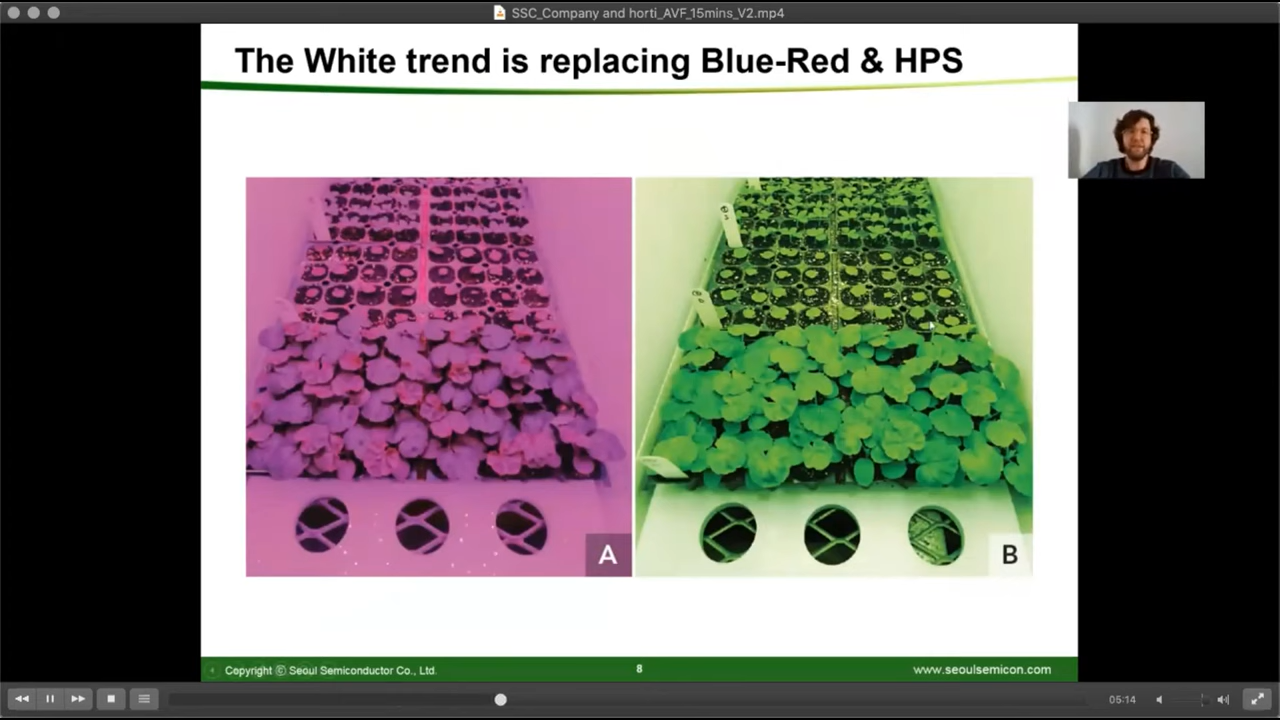 SSC_Company and horti_AVF_15mins_V2.mp4
The White trend is replacing Blue-Red & HPS
A
B
Copyright ⓒ Seoul Semiconductor Co., Ltd.
8
www.seoulsemicon.com
05:14